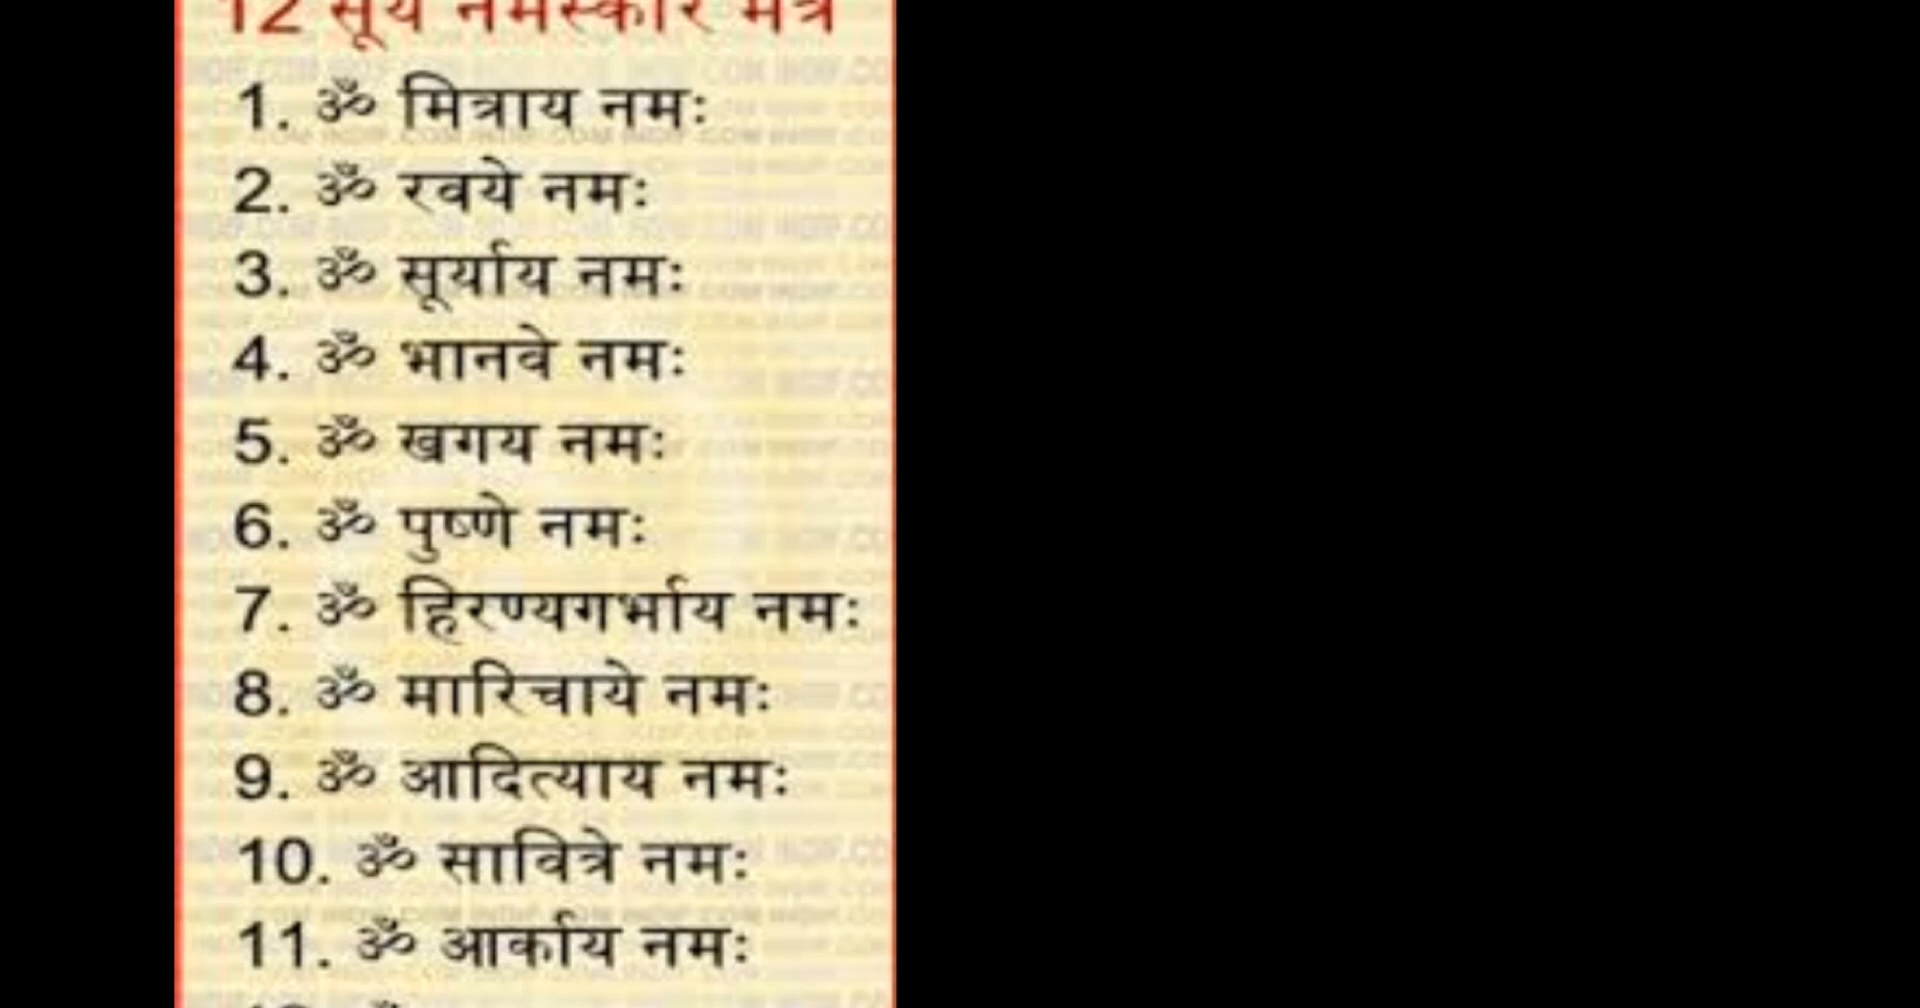 12 सूर्य नमस्कार मंत्र
1. ॐ मित्राय नमः
2. ॐ रवये नमः
3. ॐ सूर्याय नमः
4. ॐ भानवे नमः
5. ॐ खगय नमः
6. ॐ पुष्णे नमः
7. ॐ हिरण्यगर्भाय नमः
8. ॐ मारिचाये नमः
9. ॐ आदित्याय नमः
10. ॐ सावित्रे नमः
11. ॐ आर्काय नमः